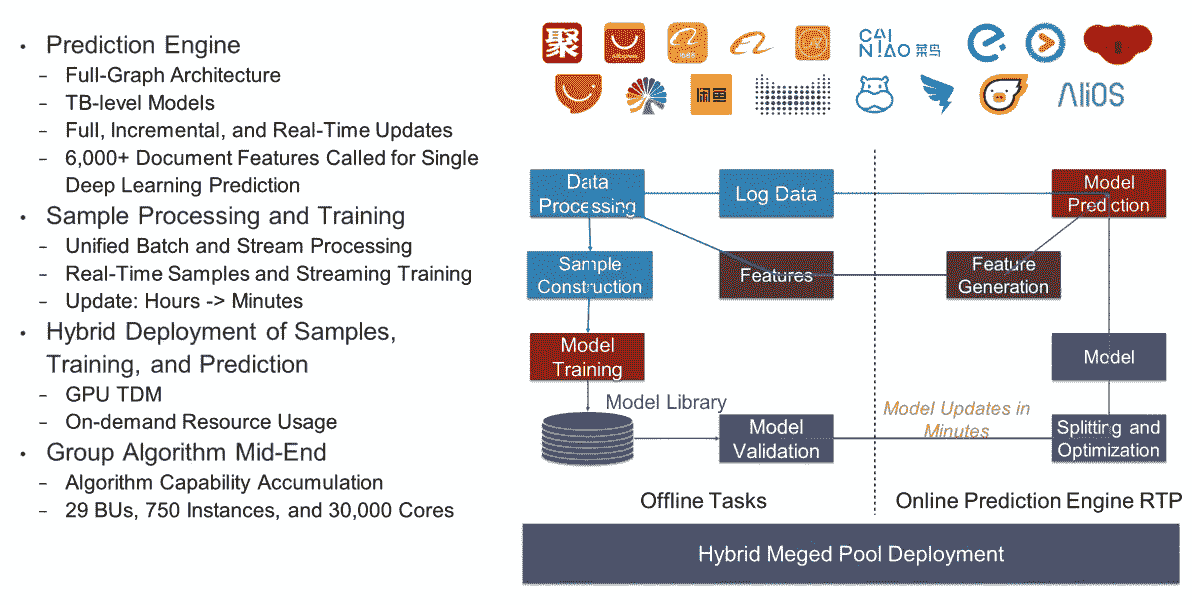 • Prediction Engine
– Full-Graph Architecture
– TB-level Models
– Full, Incremental, and Real-Time Updates
– 6,000+ Document Features Called for Single
Deep Learning Prediction
• Sample Processing and Training
– Unified Batch and Stream Processing
– Real-Time Samples and Streaming Training
– Update: Hours -> Minutes
• Hybrid Deployment of Samples,
Training, and Prediction
– GPU TDM
– On-demand Resource Usage
• Group Algorithm Mid-End
– Algorithm Capability Accumulation
– 29 BUs, 750 Instances, and 30,000 Cores
聚
CAI
NIAO 菜鸟
闲鱼
AliOS
Data
Processing
Log Data
Model
Prediction
Sample
Construction
Features
Feature
Generation
Model
Training
Model
Model Library
Model
Validation
Model Updates in
Minutes
Splitting and
Optimization
Offline Tasks
Online Prediction Engine RTP
Hybrid Meged Pool Deployment